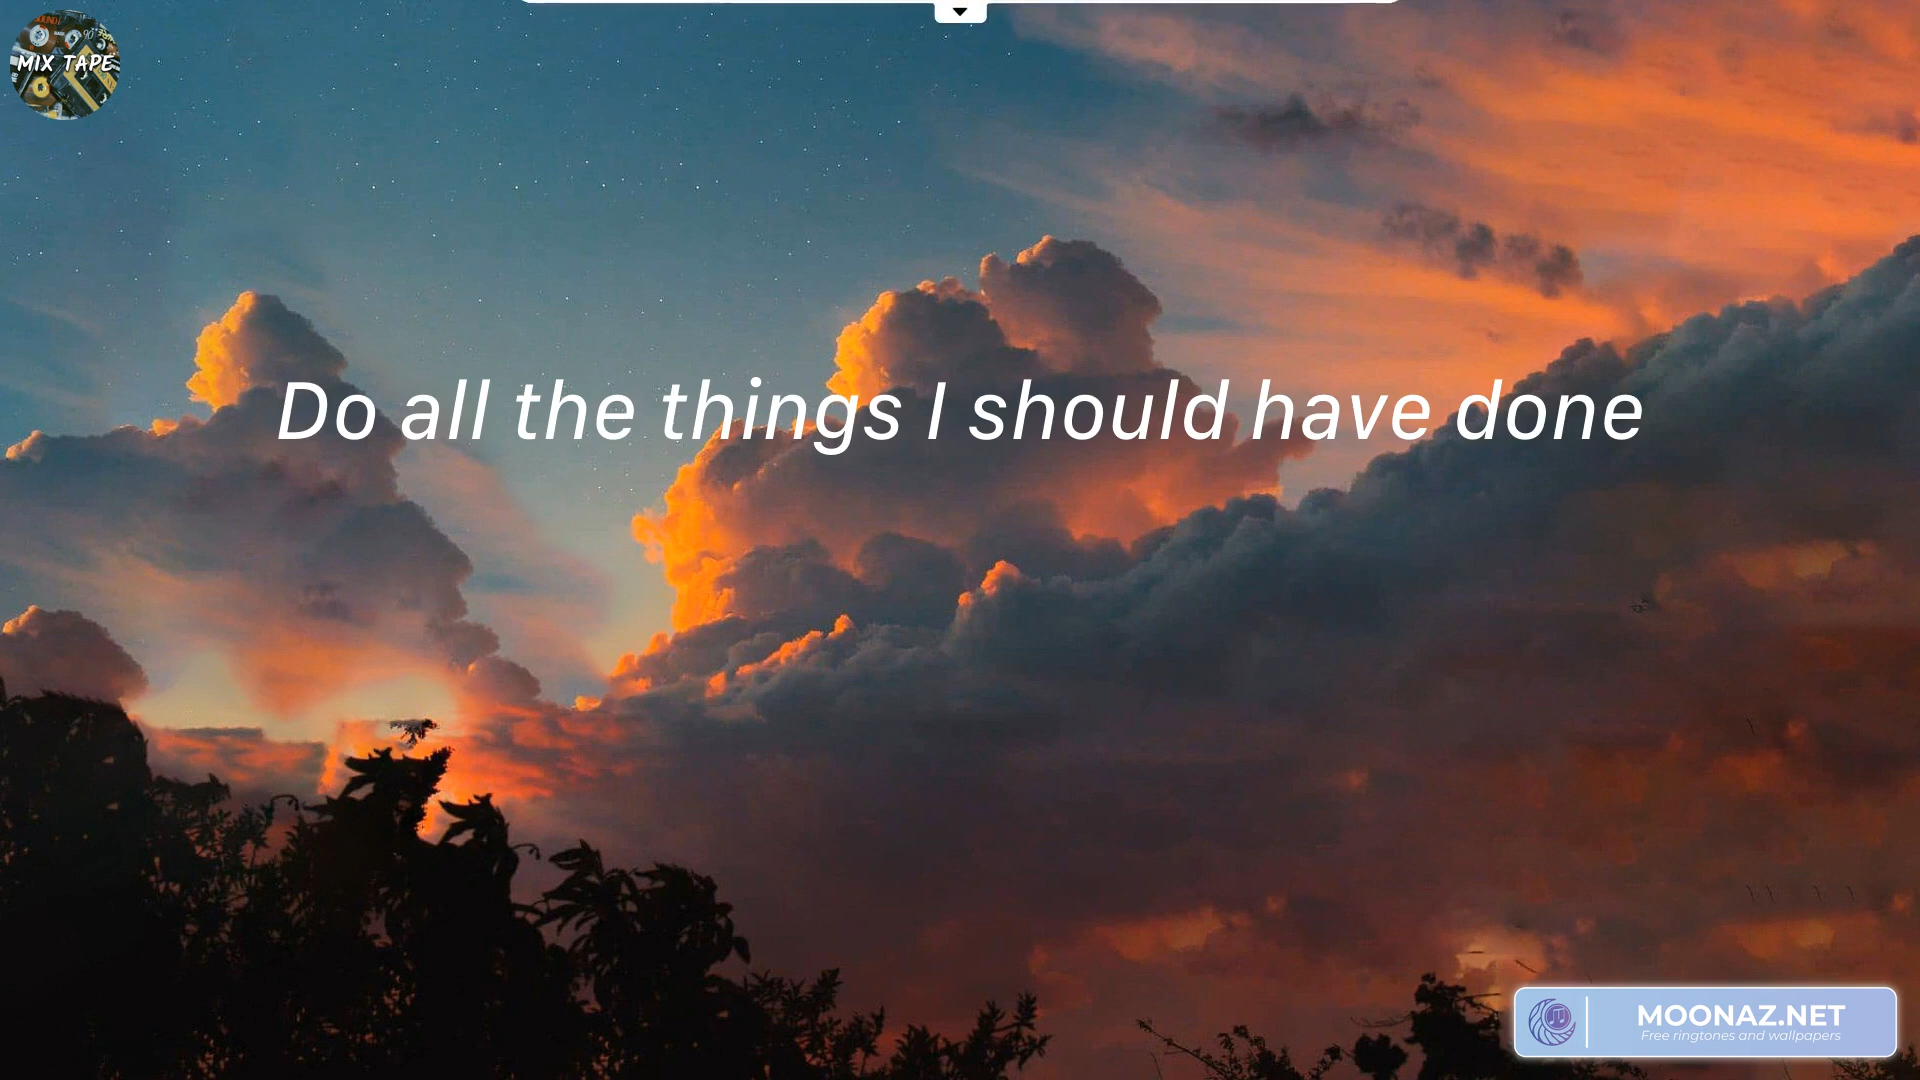 MIX TAPE
Do all the things I should have done
MOONAZ.NET
Free ringtones and wallpapers